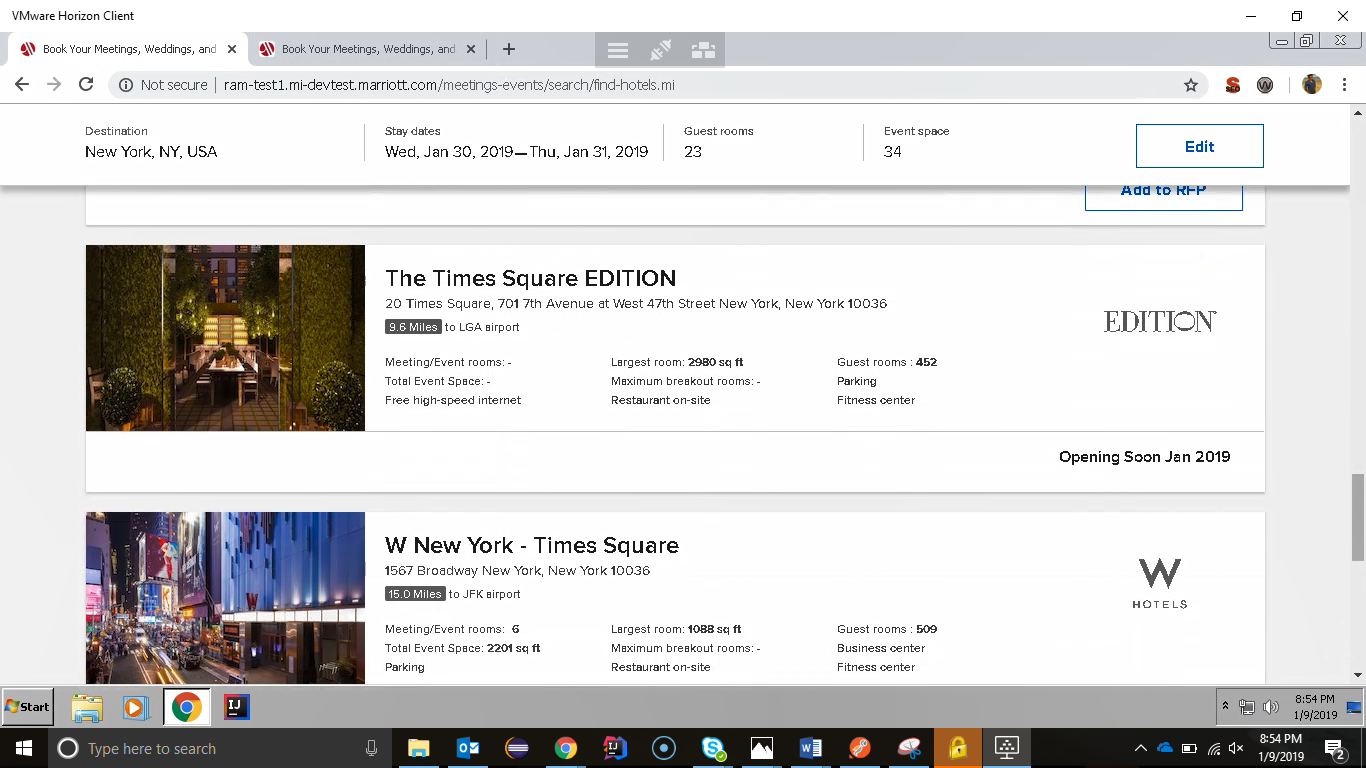 VMware Horizon Client
Book Your Meetings, Weddings, and
Book Your Meetings, Weddings, and
Not secure | ram-test1.mi-devtest.marriott.com/meetings-events/search/find-hotels.mi
Destination
Stay dates
Guest rooms
Event space
New York, NY, USA
Wed, Jan 30, 2019—Thu, Jan 31, 2019
23
34
Edit
Add to RFP
The Times Square EDITION
20 Times Square, 701 7th Avenue at West 47th Street New York, New York 10036
9.6 Miles to LGA airport
EDITION
Meeting/Event rooms: -
Largest room: 2980 sq ft
Guest rooms : 452
Total Event Space: -
Maximum breakout rooms: -
Parking
Free high-speed internet
Restaurant on-site
Fitness center
Opening Soon Jan 2019
W New York - Times Square
1567 Broadway New York, New York 10036
15.0 Miles to JFK airport
W
HOTELS
Meeting/Event rooms: 6
Largest room: 1088 sq ft
Guest rooms : 509
Total Event Space: 2201 sq ft
Maximum breakout rooms: -
Business center
Parking
Restaurant on-site
Fitness center
Start
IJ
8:54 PM
1/9/2019
Type here to search
8:54 PM
1/9/2019
2